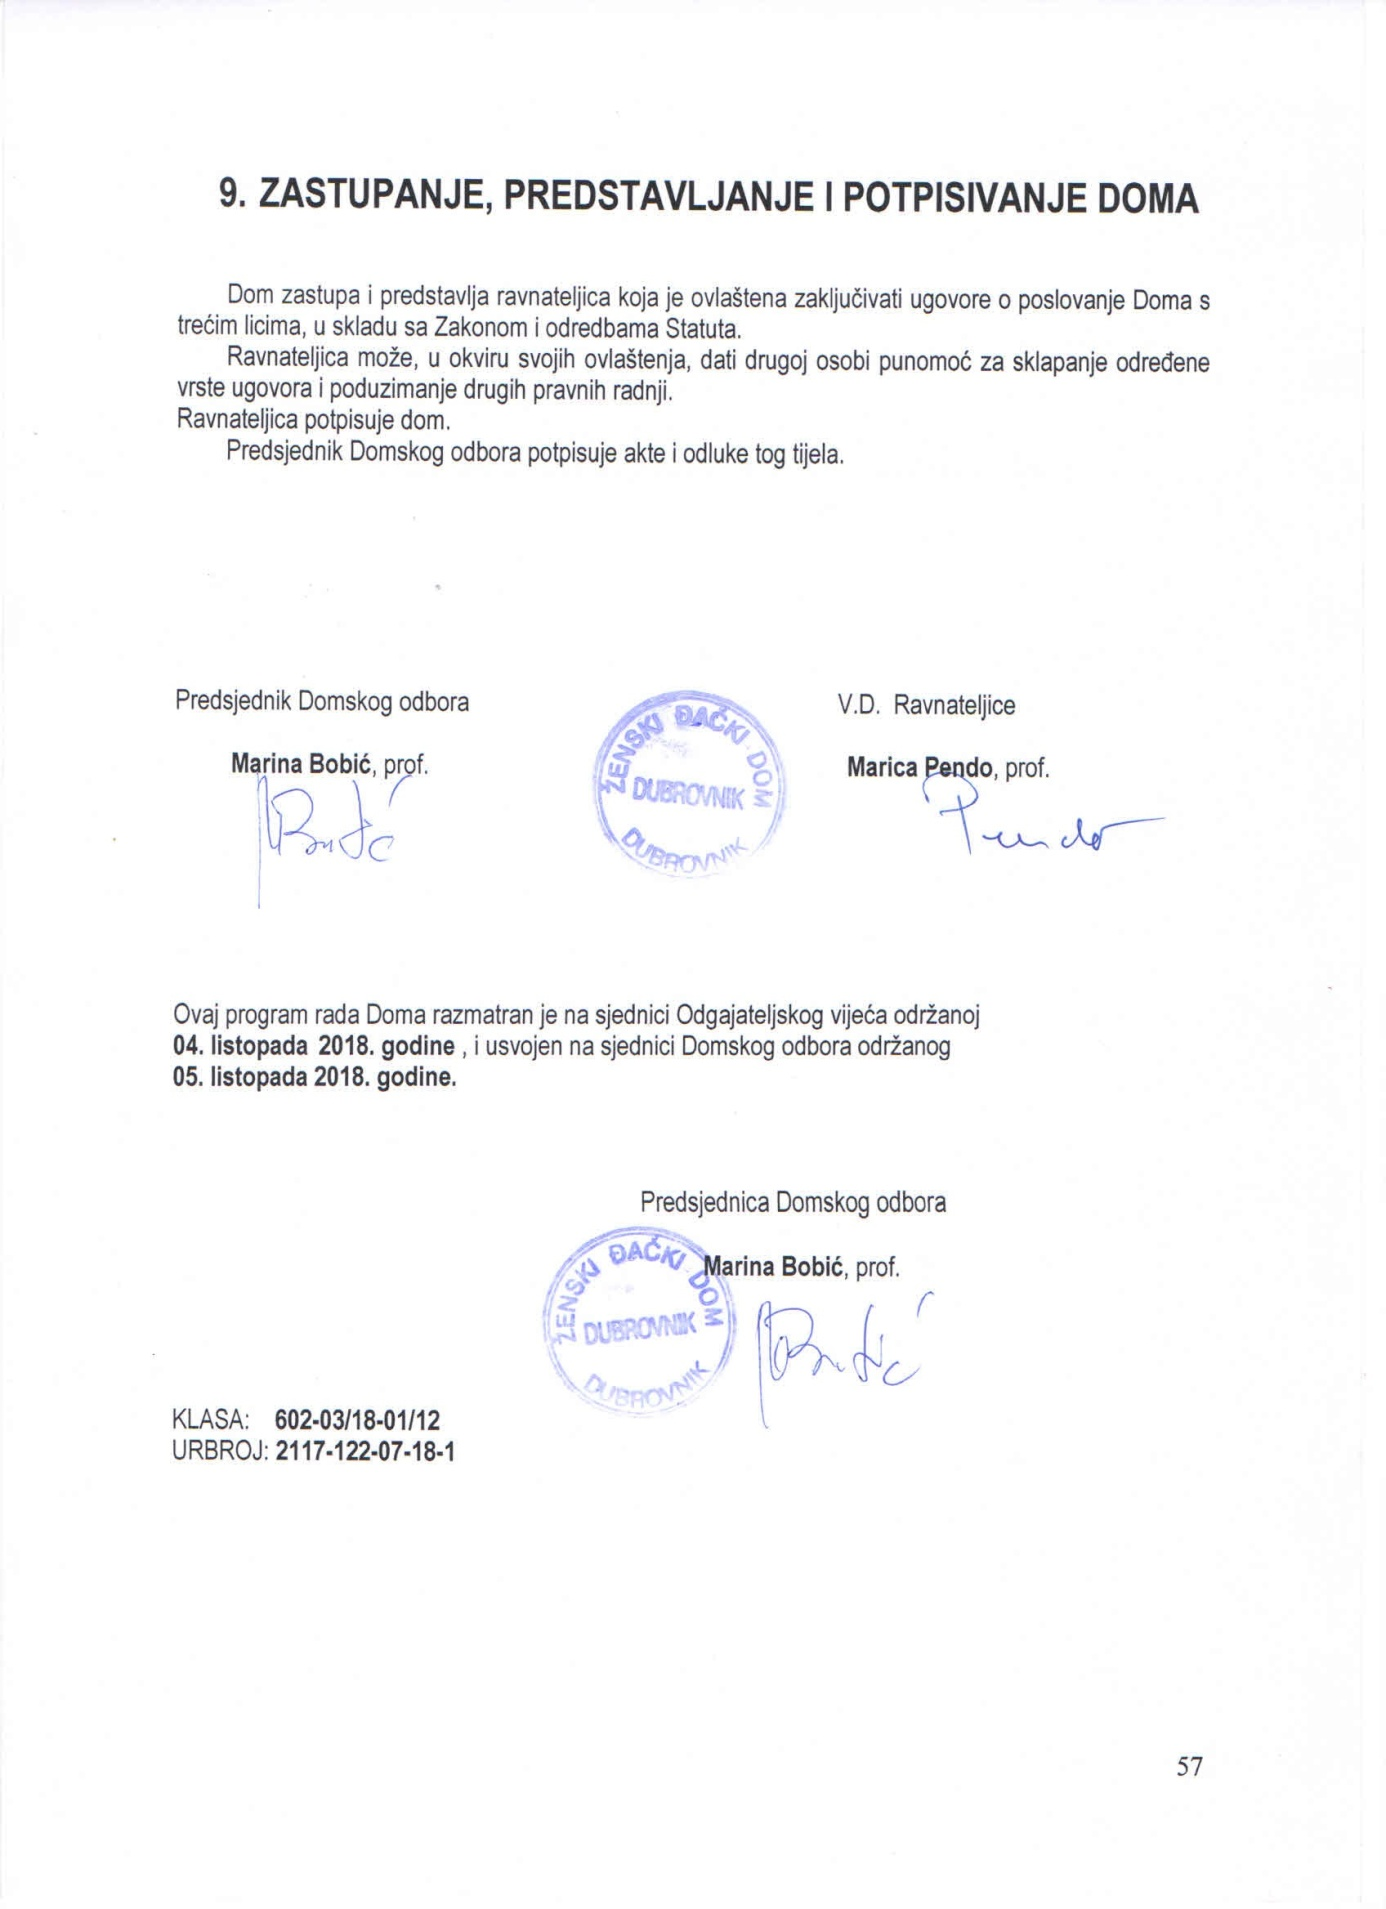 9. ZASTUPANJE, PREDSTAVLJANJE I POTPISIVANJE DOMA
Dom zastupa i predstavlja ravnateljica koja je ovlaštena zaključivati ugovore o poslovanje Doma s
trećim licima, u skladu sa Zakonom i odredbama Statuta.
Ravnateljica može, u okviru svojih ovlaštenja, dati drugoj osobi punomoć za sklapanje određene
vrste ugovora i poduzimanje drugih pravnih radnji.
Ravnateljica potpisuje dom.
Predsjednik Domskog odbora potpisuje akte i odluke tog tijela.
Predsjednik Domskog odbora
V.D. Ravnateljice
Marina Bobić, prof.
Marica Pendo, prof.
ŽENSKI ĐAČKI DOM
DUBROVNIK
DUBROVNIK
Pendo
Ovaj program rada Doma razmatran je na sjednici Odgajateljskog vijeća održanoj
04. listopada 2018. godine , i usvojen na sjednici Domskog odbora održanog
05. listopada 2018. godine.
Predsjednica Domskog odbora
Marina Bobić, prof.
ŽENSKI ĐAČKI DOM
DUBROVNIK
DUBROVNIK
KLASA: 602-03/18-01/12
URBROJ: 2117-122-07-18-1
57